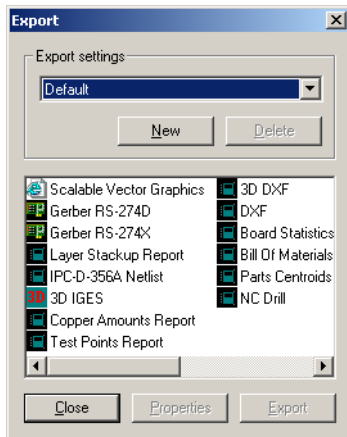 Export
Export settings
Default
New
Delete
Scalable Vector Graphics
Gerber RS-274D
Gerber RS-274X
Layer Stackup Report
IPC-D-356A Netlist
3D IGES
Copper Amounts Report
Test Points Report
3D DXF
DXF
Board Statistics
Bill Of Materials
Parts Centroids
NC Drill
Close
Properties
Export